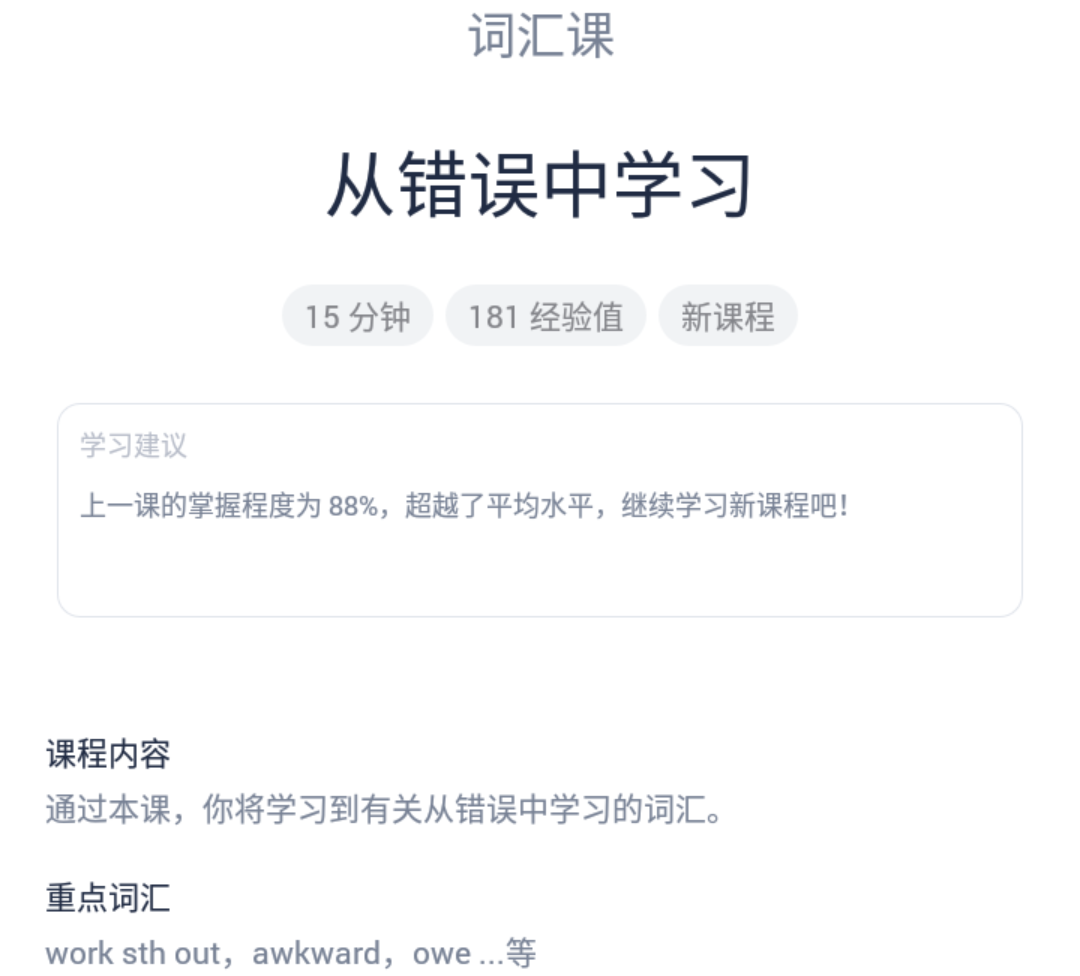 词汇课
从错误中学习
15 分钟 181 经验值 新课程
学习建议
上一课的掌握程度为 88%，超越了平均水平，继续学习新课程吧！
课程内容
通过本课，你将学习到有关从错误中学习的词汇。
重点词汇
work sth out，awkward，owe ...等